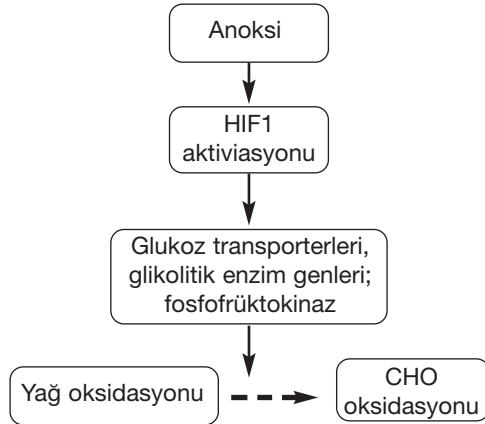 Anoksi
HIF1
aktiviasyonu
Glukoz transporterleri,
glikolitik enzim genleri;
fosfofrüktokinaz
Yağ oksidasyonu
CHO
oksidasyonu